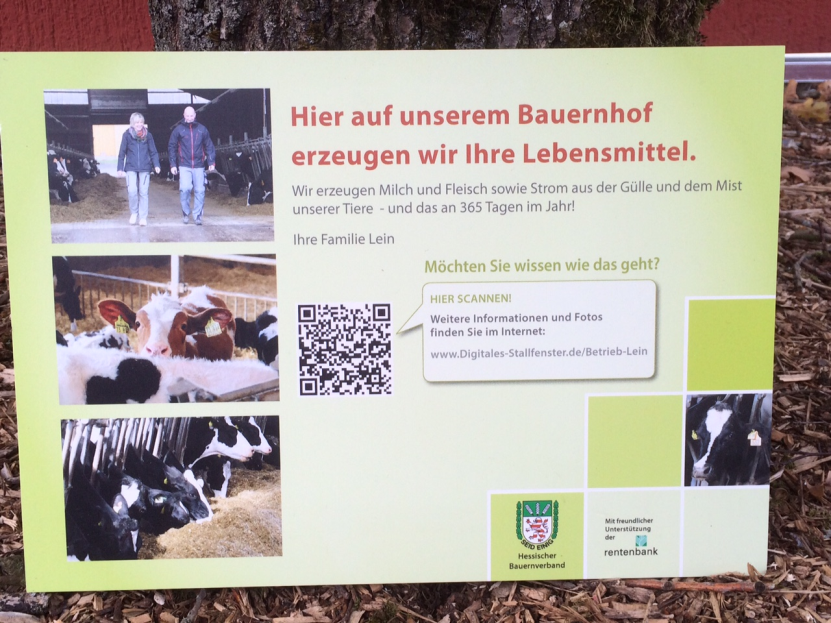 Hier auf unserem Bauernhof
erzeugen wir Ihre Lebensmittel.
Wir erzeugen Milch und Fleisch sowie Strom aus der Gülle und dem Mist
unserer Tiere - und das an 365 Tagen im Jahr!
Ihre Familie Lein
Möchten Sie wissen wie das geht?
HIER SCANNEN!
Weitere Informationen und Fotos
finden Sie im Internet:
www.Digitales-Stallfenster.de/Betrieb-Lein
SEID EINIG
Hessischer
Bauernverband
Mit freundlicher
Unterstützung
der
rentenbank